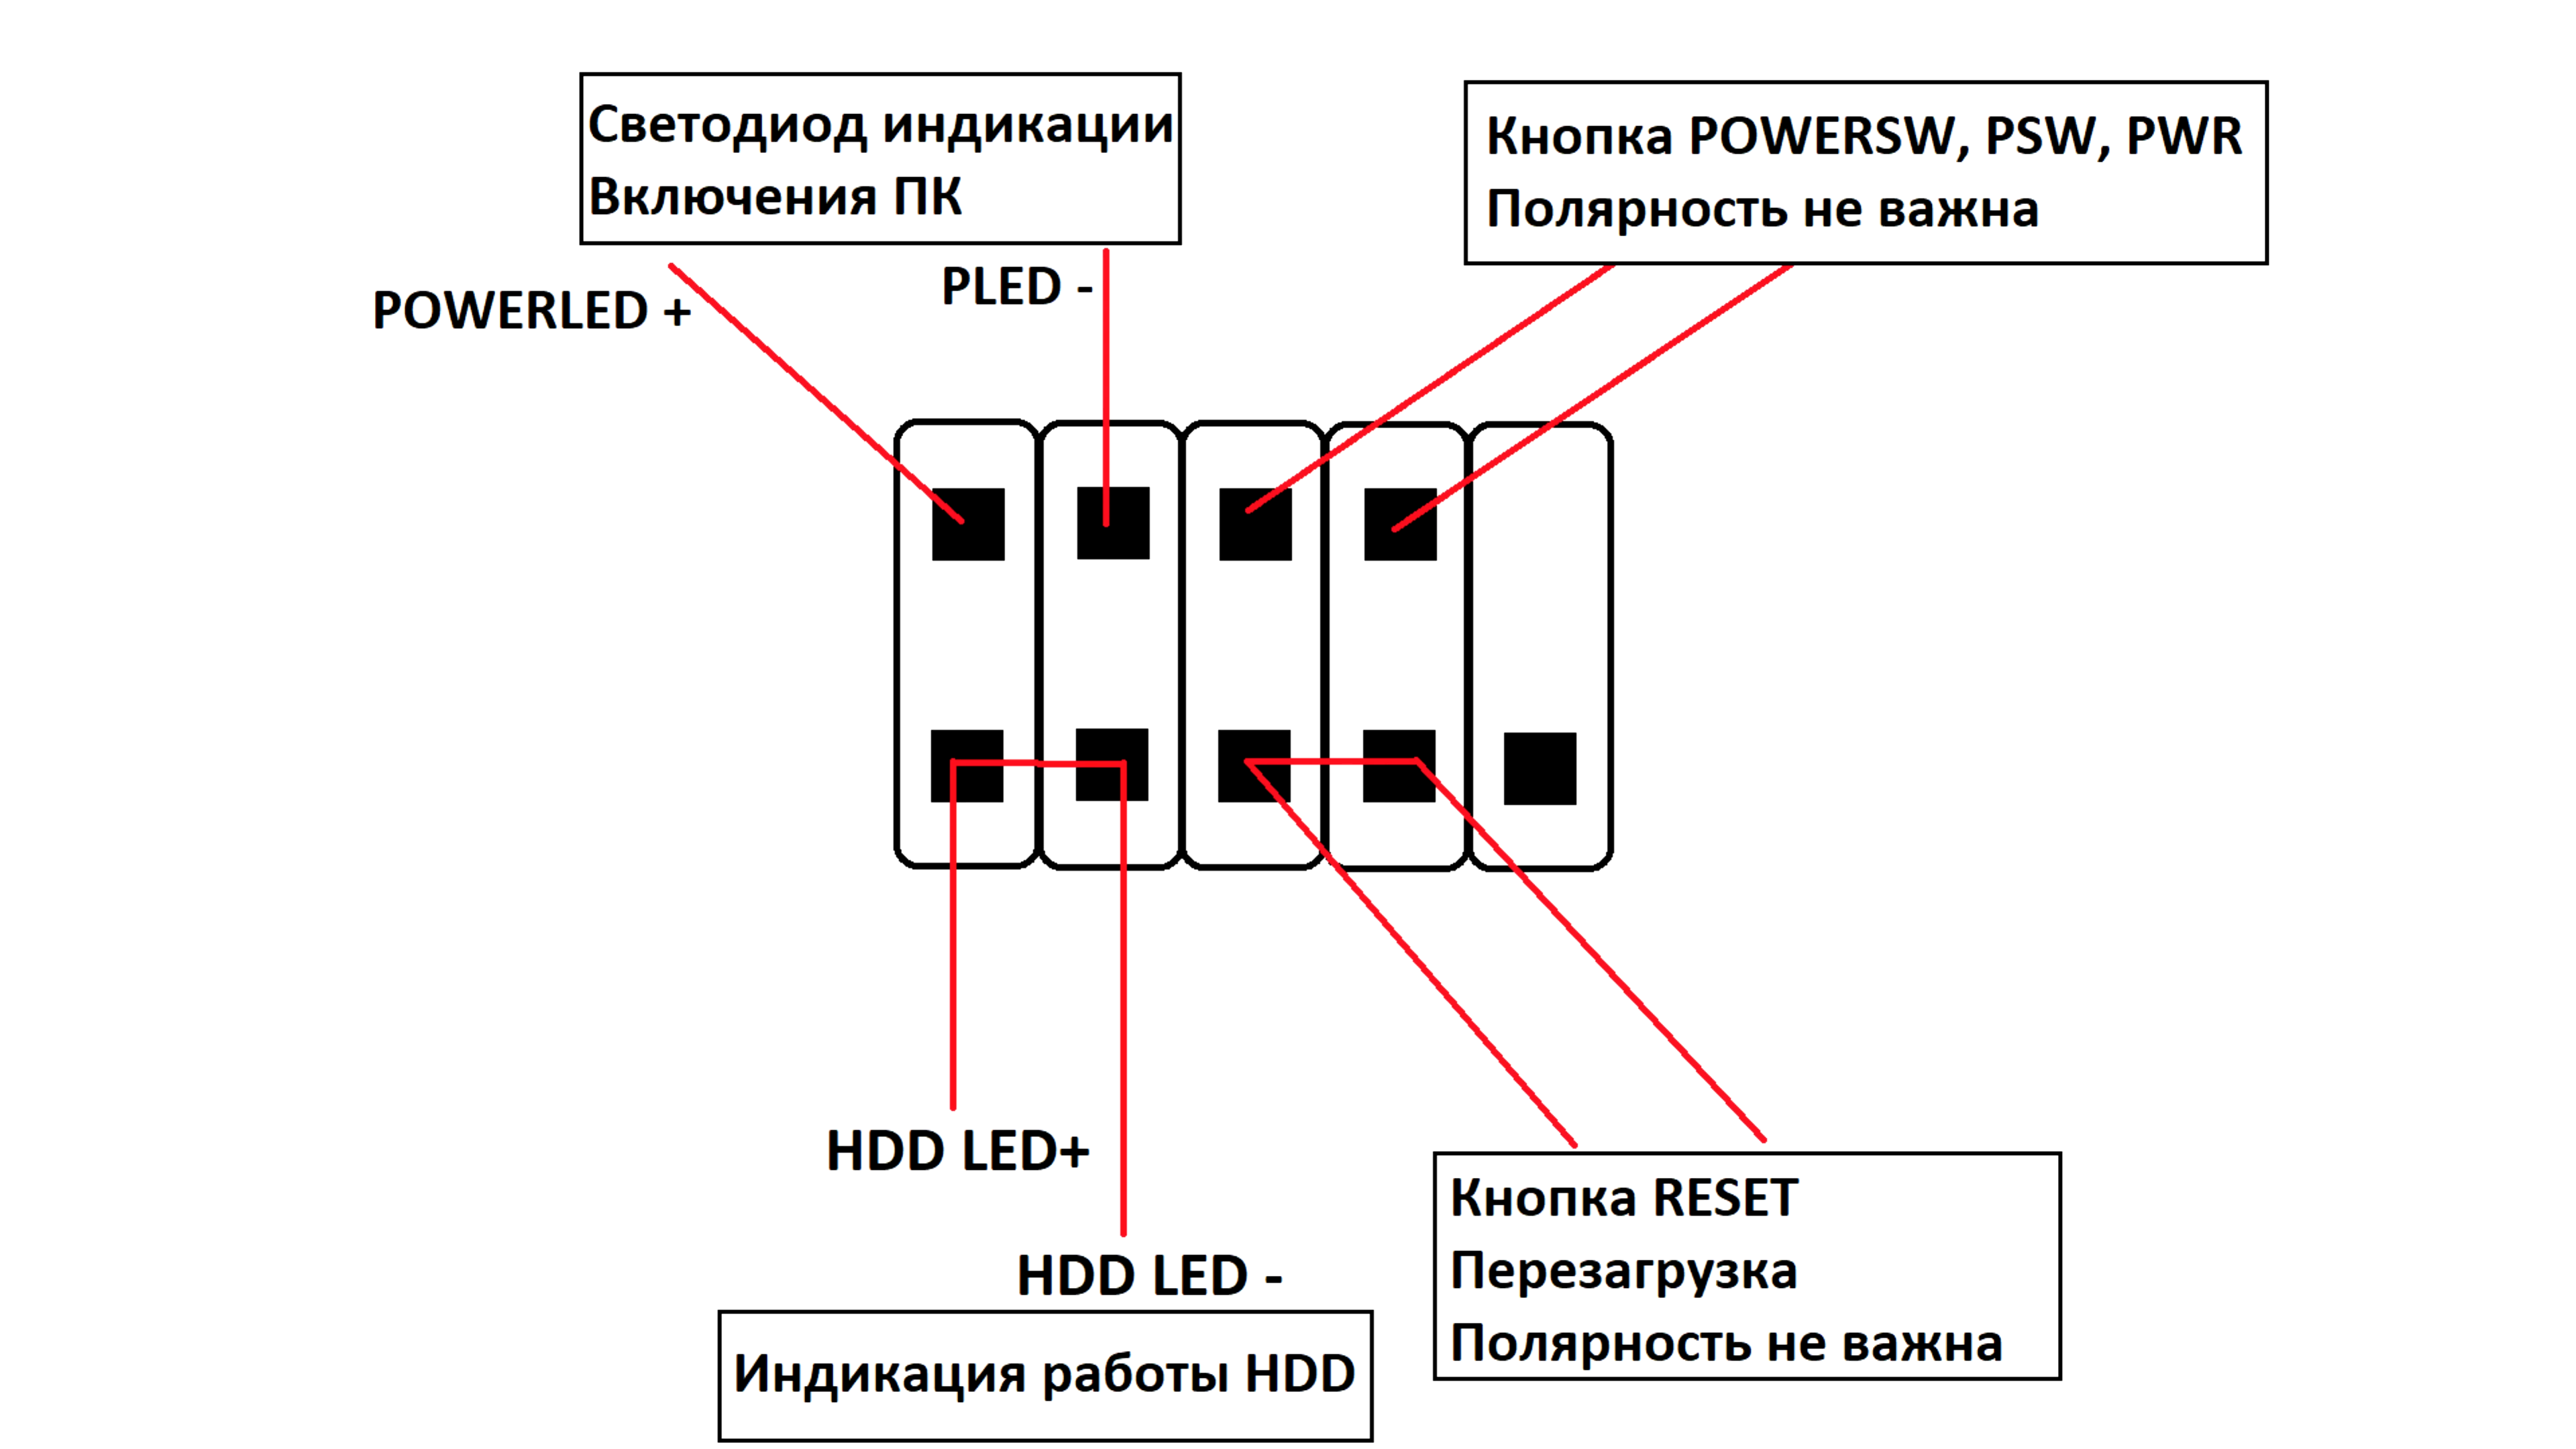 Светодиод индикации
Включения ПК
Кнопка POWERSW, PSW, PWR
Полярность не важна
POWERLED +
PLED -
HDD LED+
HDD LED -
Индикация работы HDD
Кнопка RESET
Перезагрузка
Полярность не важна